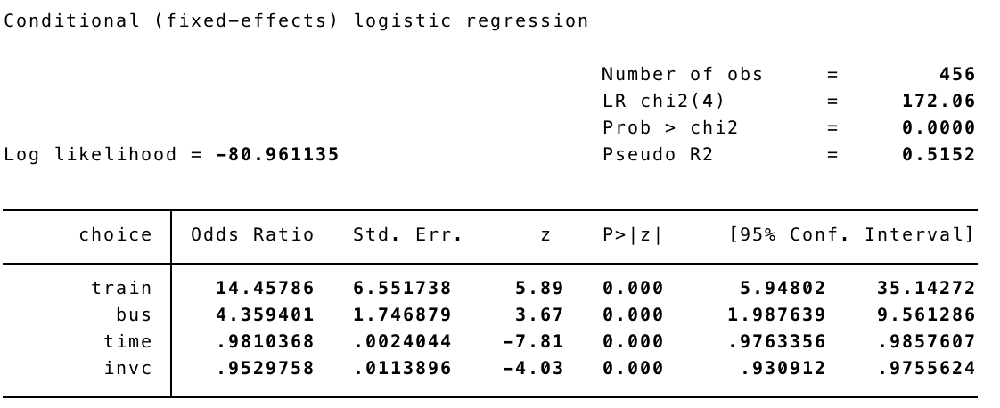 Conditional (fixed-effects) logistic regression
Number of obs = 456
LR chi2(4) = 172.06
Prob > chi2 = 0.0000
Log likelihood = -80.961135 Pseudo R2 = 0.5152
choice Odds Ratio Std. Err. z P>|z| [95% Conf. Interval]
train 14.45786 6.551738 5.89 0.000 5.94802 35.14272
bus 4.359401 1.746879 3.67 0.000 1.987639 9.561286
time .9810368 .0024044 -7.81 0.000 .9763356 .9857607
invc .9529758 .0113896 -4.03 0.000 .930912 .9755624